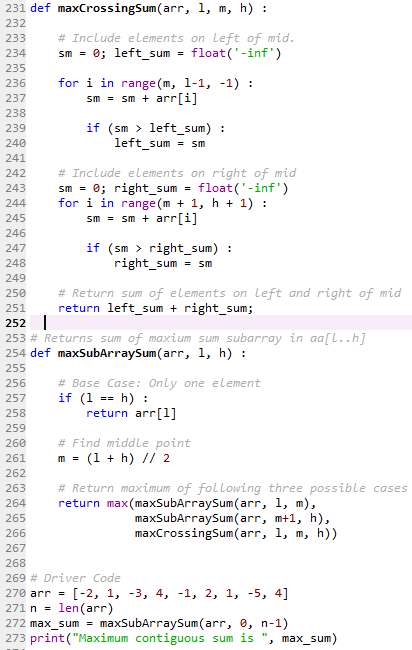 231 def maxCrossingSum(arr, l, m, h) :
232
233     # Include elements on left of mid.
234     sm = 0; left_sum = float('-inf')
235
236     for i in range(m, l-1, -1) :
237         sm = sm + arr[i]
238
239         if (sm > left_sum) :
240             left_sum = sm
241
242     # Include elements on right of mid
243     sm = 0; right_sum = float('-inf')
244     for i in range(m + 1, h + 1) :
245         sm = sm + arr[i]
246
247         if (sm > right_sum) :
248             right_sum = sm
249
250     # Return sum of elements on left and right of mid
251     return left_sum + right_sum;
252
253 # Returns sum of maxium sum subarray in aa[l..h]
254 def maxSubArraySum(arr, l, h) :
255
256     # Base Case: Only one element
257     if (l == h) :
258         return arr[l]
259
260     # Find middle point
261     m = (l + h) // 2
262
263     # Return maximum of following three possible cases
264     return max(maxSubArraySum(arr, l, m),
265                maxSubArraySum(arr, m+1, h),
266                maxCrossingSum(arr, l, m, h))
267
268
269 # Driver Code
270 arr = [-2, 1, -3, 4, -1, 2, 1, -5, 4]
271 n = len(arr)
272 max_sum = maxSubArraySum(arr, 0, n-1)
273 print("Maximum contiguous sum is ", max_sum)